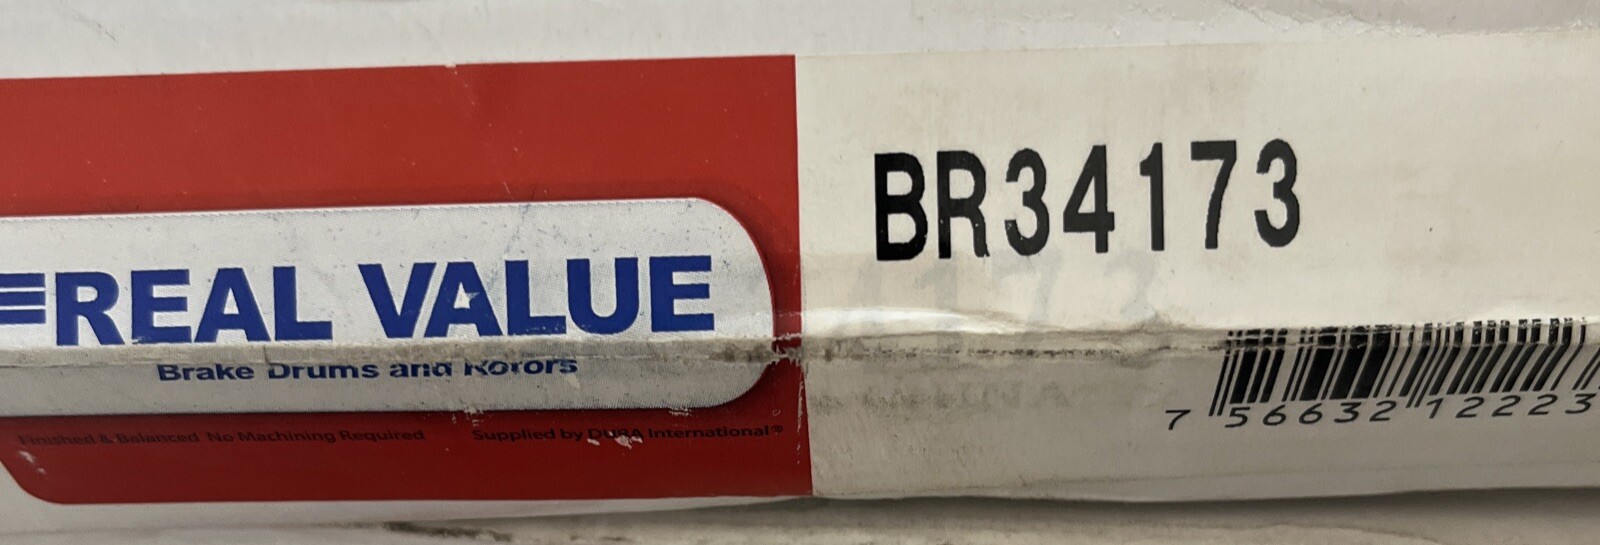 REAL VALUE
Brake Drums and Rotors
Finished & Balanced No Machining Required
Supplied by DURA International®
BR34173
7 56632 12223